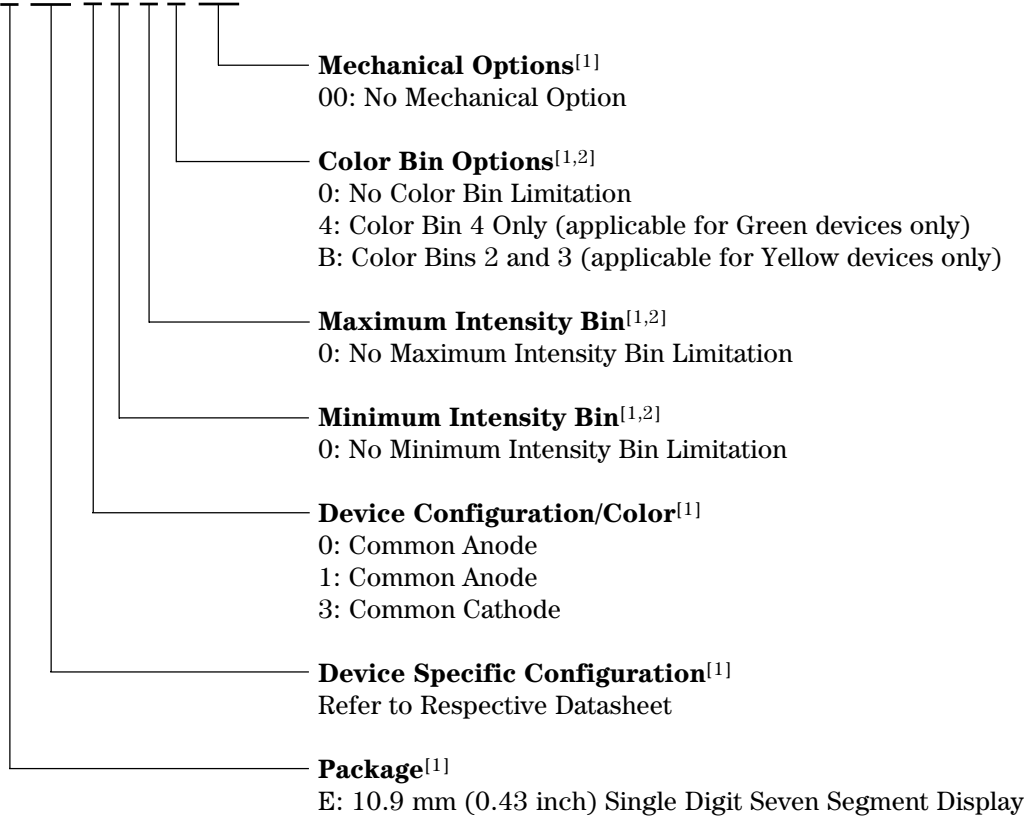 Mechanical Options[1]
00: No Mechanical Option
Color Bin Options[1,2]
0: No Color Bin Limitation
4: Color Bin 4 Only (applicable for Green devices only)
B: Color Bins 2 and 3 (applicable for Yellow devices only)
Maximum Intensity Bin[1,2]
0: No Maximum Intensity Bin Limitation
Minimum Intensity Bin[1,2]
0: No Minimum Intensity Bin Limitation
Device Configuration/Color[1]
0: Common Anode
1: Common Anode
3: Common Cathode
Device Specific Configuration[1]
Refer to Respective Datasheet
Package[1]
E: 10.9 mm (0.43 inch) Single Digit Seven Segment Display